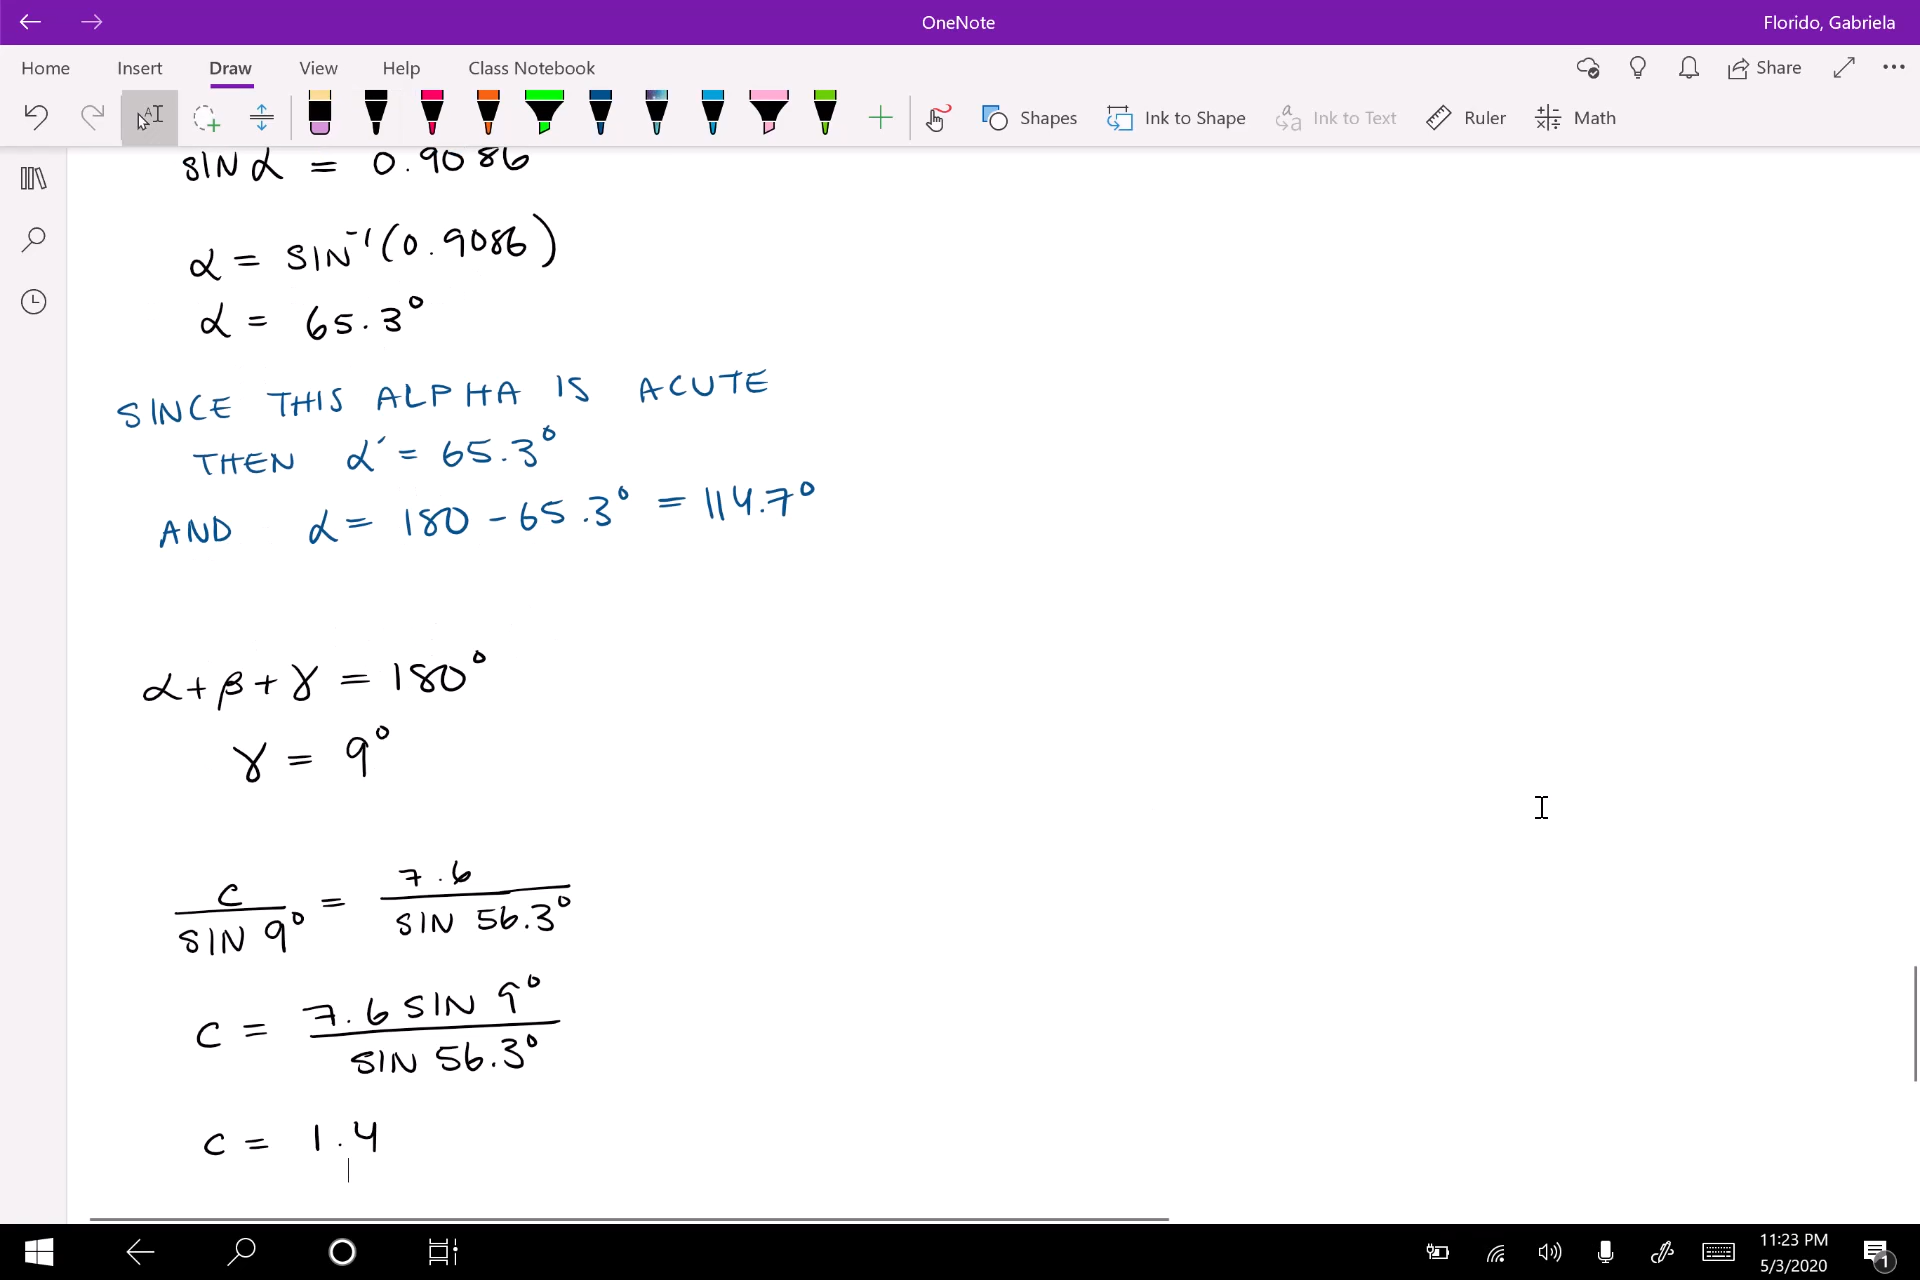 OneNote
Florido, Gabriela
Home Insert Draw View Help Class Notebook
Share
Shapes Ink to Shape Ink to Text Ruler Math
SIN α = 0.9086
α = SIN⁻¹(0.9086)
α = 65.3°
SINCE THIS ALPHA IS ACUTE
THEN α′ = 65.3°
AND α = 180 - 65.3° = 114.7°
α + β + γ = 180°
γ = 9°
c / SIN 9° = 7.6 / SIN 56.3°
c = 7.6 SIN 9° / SIN 56.3°
c = 1.4
11:23 PM
5/3/2020
1